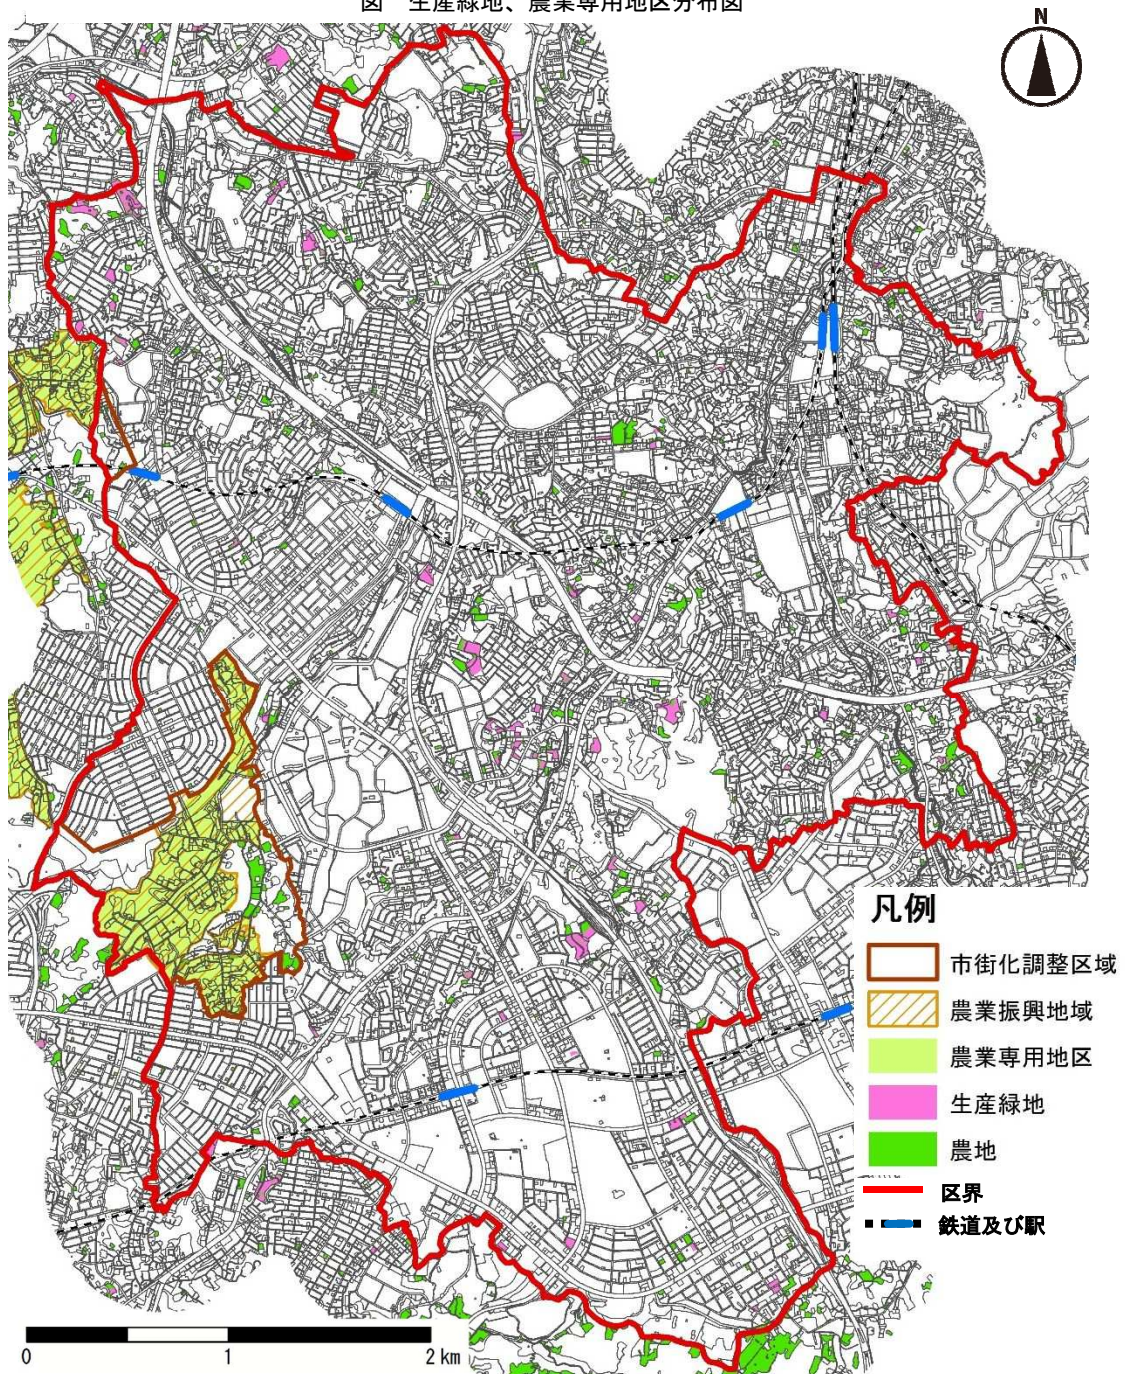 図 生産緑地、農業専用地区分布図
N
凡例
市街化調整区域
農業振興地域
農業専用地区
生産緑地
農地
区界
鉄道及び駅
0 1 2 km